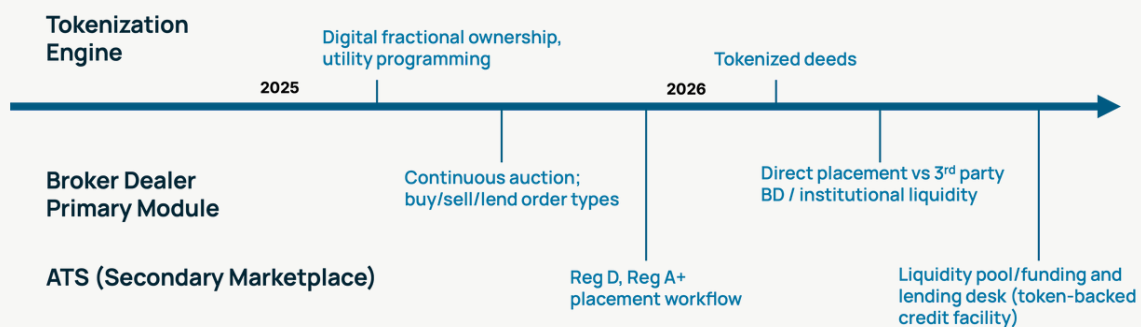 Tokenization
Engine
Digital fractional ownership,
utility programming
Tokenized deeds
2025
2026
Broker Dealer
Primary Module
Continuous auction;
buy/sell/lend order types
Direct placement vs 3rd party
BD / institutional liquidity
ATS (Secondary Marketplace)
Reg D, Reg A+
placement workflow
Liquidity pool/funding and
lending desk (token-backed
credit facility)